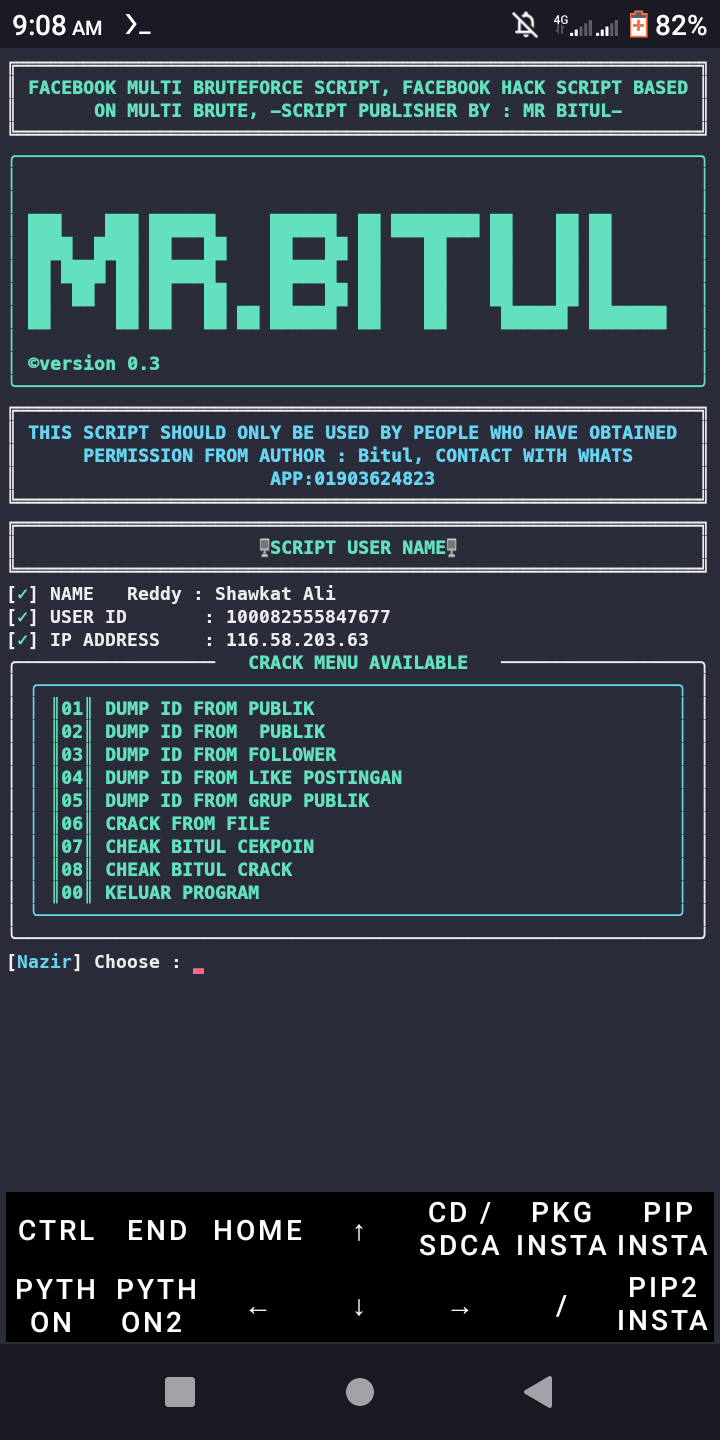 9:08 AM
4G
82%
FACEBOOK MULTI BRUTEFORCE SCRIPT, FACEBOOK HACK SCRIPT BASED
ON MULTI BRUTE, —SCRIPT PUBLISHER BY : MR BITUL—
MR.BITUL
©version 0.3
THIS SCRIPT SHOULD ONLY BE USED BY PEOPLE WHO HAVE OBTAINED
PERMISSION FROM AUTHOR : Bitul, CONTACT WITH WHATS
APP:01903624823
SCRIPT USER NAME
[✓] NAME   Reddy : Shawkat Ali
[✓] USER ID       : 100082555847677
[✓] IP ADDRESS    : 116.58.203.63
CRACK MENU AVAILABLE
║01║ DUMP ID FROM PUBLIK
║02║ DUMP ID FROM  PUBLIK
║03║ DUMP ID FROM FOLLOWER
║04║ DUMP ID FROM LIKE POSTINGAN
║05║ DUMP ID FROM GRUP PUBLIK
║06║ CRACK FROM FILE
║07║ CHEAK BITUL CEKPOIN
║08║ CHEAK BITUL CRACK
║00║ KELUAR PROGRAM
[Nazir] Choose :
CTRL END HOME ↑ CD / SDCA PKG INSTA PIP INSTA
PYTH ON PYTH ON2 ← ↓ → / PIP2 INSTA